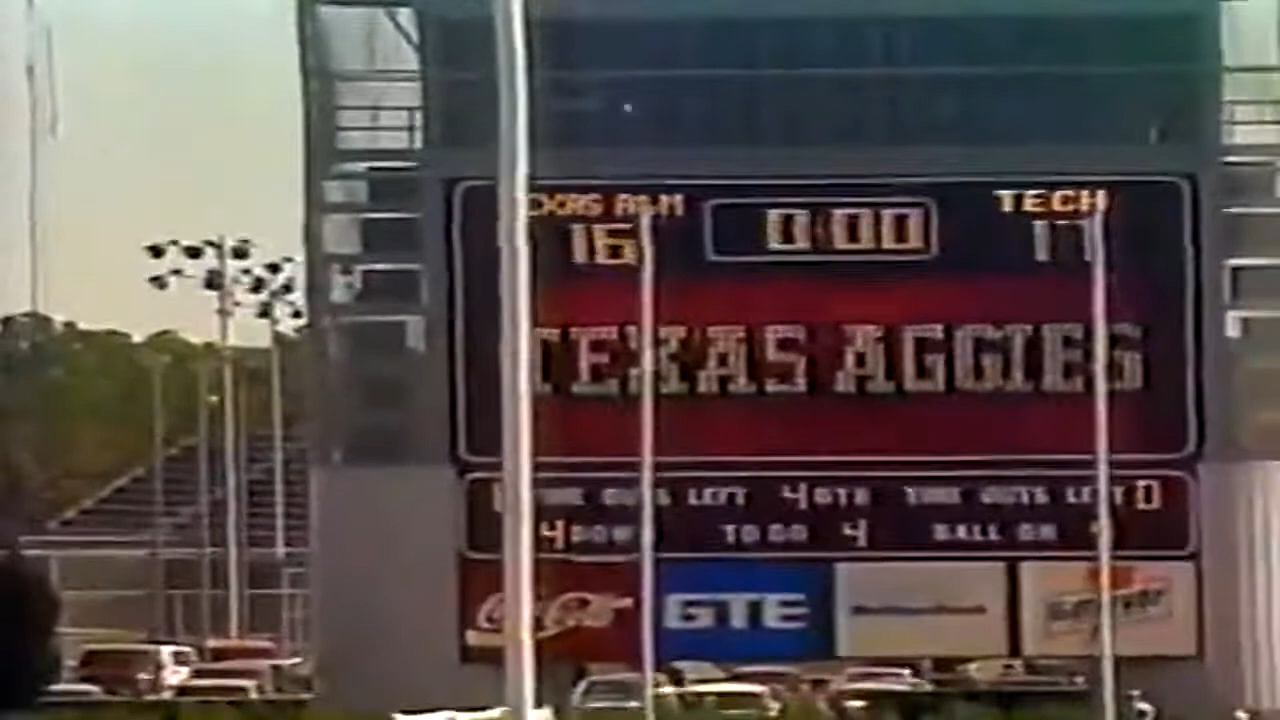 TEXAS A&M 0:00 TECH
16 17
TEXAS AGGIES
TIME OUTS LEFT 4 QTR TIME OUTS LEFT 0
4 DOWN TO GO 4 BALL ON
Coca-Cola GTE